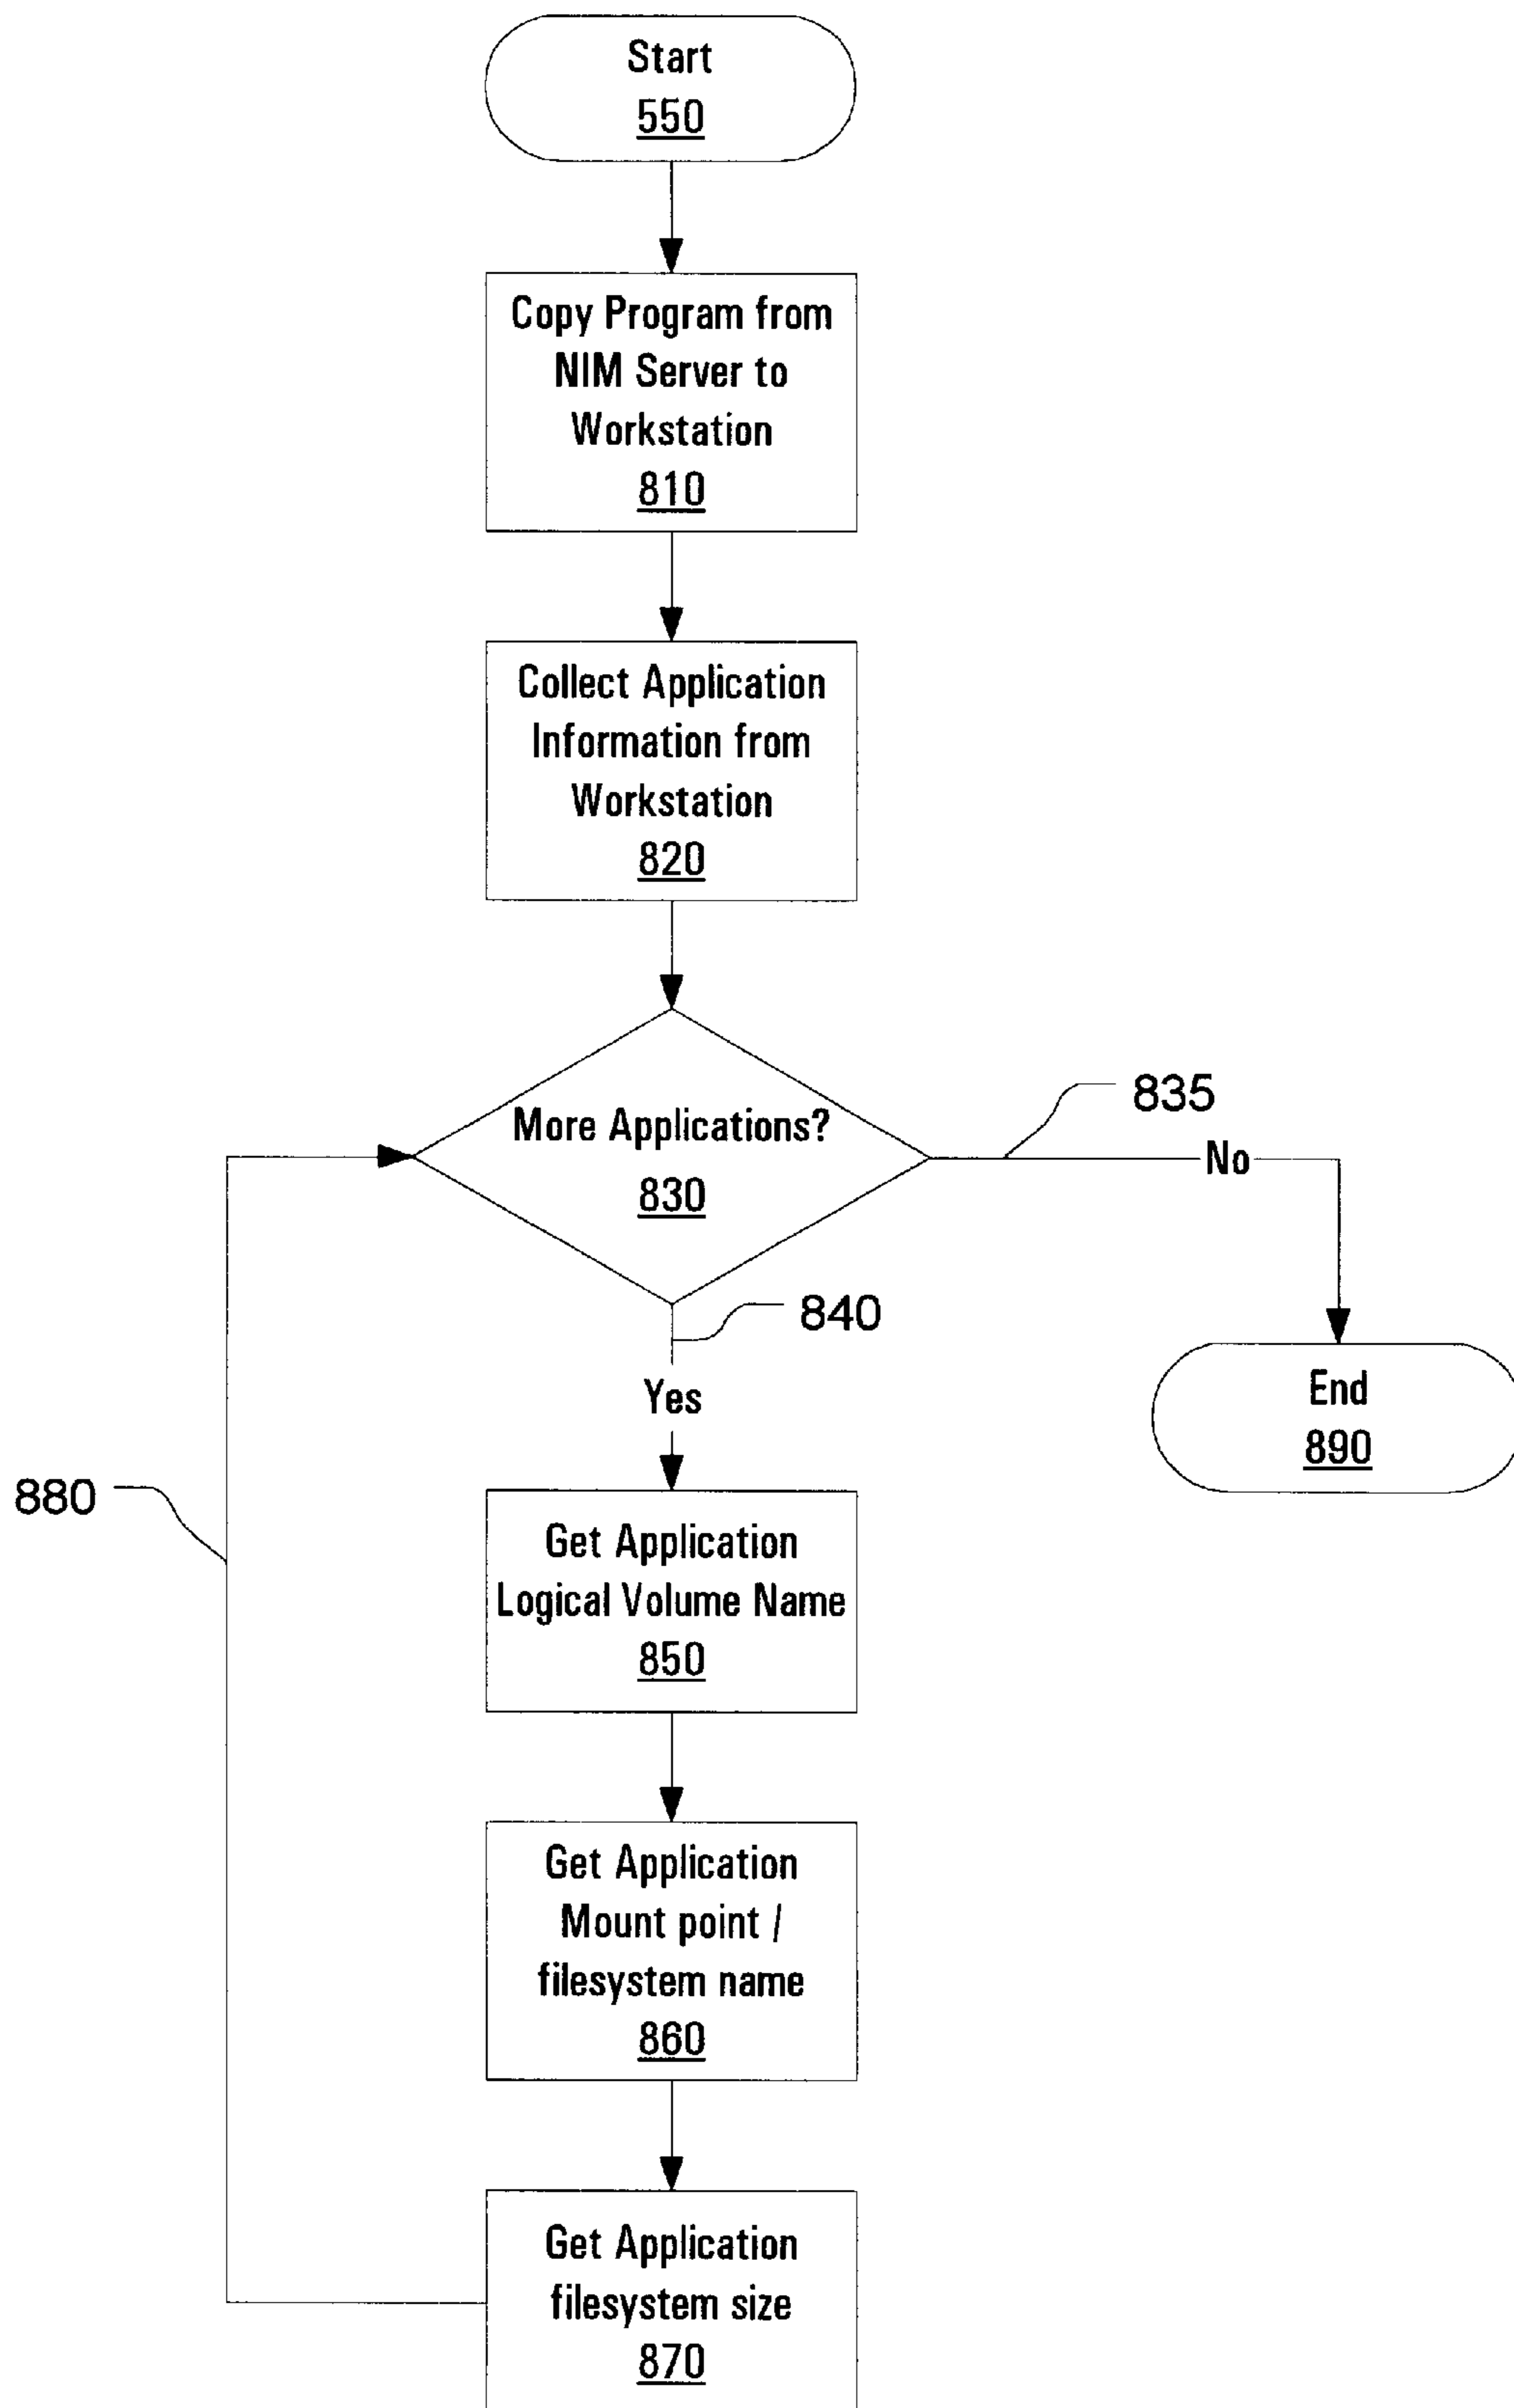 Start
550
Copy Program from
NIM Server to
Workstation
810
Collect Application
Information from
Workstation
820
More Applications?
830
835
No
840
Yes
End
890
880
Get Application
Logical Volume Name
850
Get Application
Mount point /
filesystem name
860
Get Application
filesystem size
870